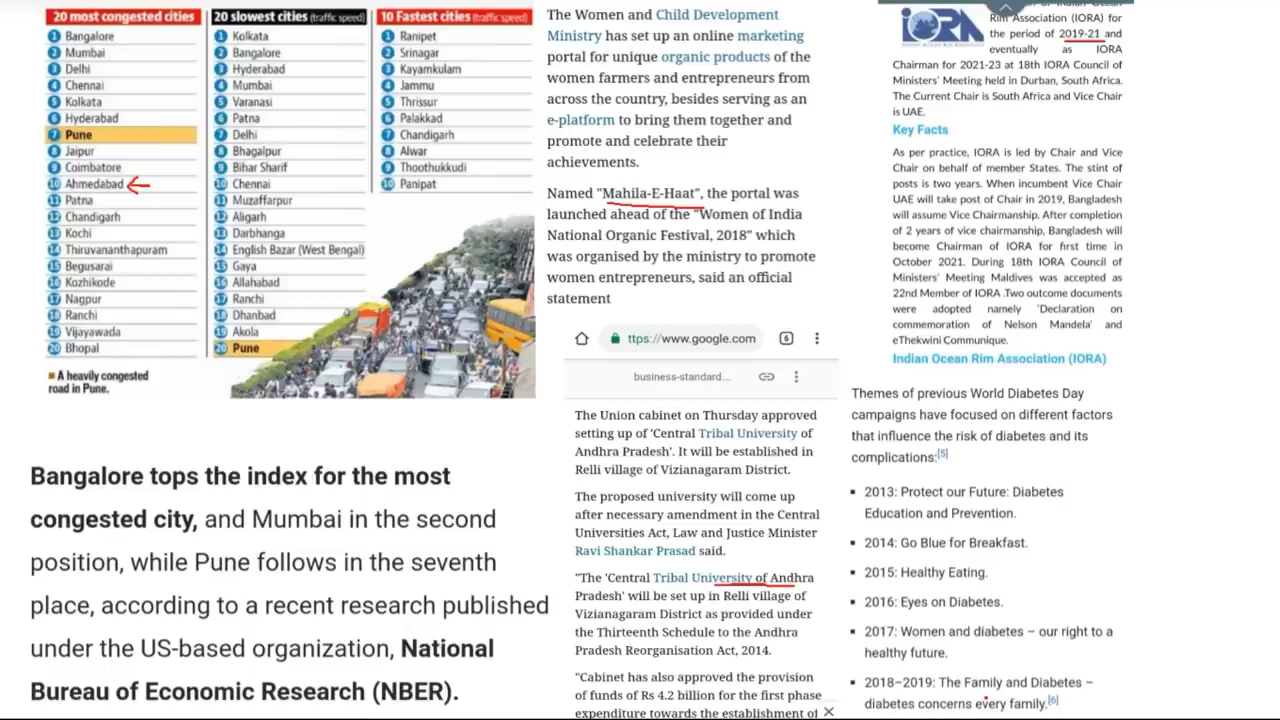 20 most congested cities
1 Bangalore
2 Mumbai
3 Delhi
4 Chennai
5 Kolkata
6 Hyderabad
7 Pune
8 Jaipur
9 Coimbatore
10 Ahmedabad
11 Patna
12 Chandigarh
13 Kochi
14 Thiruvananthapuram
15 Begusarai
16 Kozhikode
17 Nagpur
18 Ranchi
19 Vijayawada
20 Bhopal
A heavily congested
road in Pune.
20 slowest cities (traffic speed)
1 Kolkata
2 Bangalore
3 Hyderabad
4 Mumbai
5 Varanasi
6 Patna
7 Delhi
8 Bhagalpur
9 Bihar Sharif
10 Chennai
11 Muzaffarpur
12 Aligarh
13 Darbhanga
14 English Bazar (West Bengal)
15 Gaya
16 Allahabad
17 Ranchi
18 Dhanbad
19 Akola
20 Pune
10 Fastest cities (traffic speed)
1 Ranipet
2 Srinagar
3 Kayamkulam
4 Jammu
5 Thrissur
6 Palakkad
7 Chandigarh
8 Alwar
9 Thoothukkudi
10 Panipat
Bangalore tops the index for the most
congested city, and Mumbai in the second
position, while Pune follows in the seventh
place, according to a recent research published
under the US-based organization, National
Bureau of Economic Research (NBER).
The Women and Child Development
Ministry has set up an online marketing
portal for unique organic products of the
women farmers and entrepreneurs from
across the country, besides serving as an
e-platform to bring them together and
promote and celebrate their
achievements.
Named "Mahila-E-Haat", the portal was
launched ahead of the "Women of India
National Organic Festival, 2018" which
was organised by the ministry to promote
women entrepreneurs, said an official
statement
ttps://www.google.com
6
business-standard...
The Union cabinet on Thursday approved
setting up of 'Central Tribal University of
Andhra Pradesh'. It will be established in
Relli village of Vizianagaram District.
The proposed university will come up
after necessary amendment in the Central
Universities Act, Law and Justice Minister
Ravi Shankar Prasad said.
"The 'Central Tribal University of Andhra
Pradesh' will be set up in Relli village of
Vizianagaram District as provided under
the Thirteenth Schedule to the Andhra
Pradesh Reorganisation Act, 2014.
"Cabinet has also approved the provision
of funds of Rs 4.2 billion for the first phase
expenditure towards the establishment of
IORA
Rim Association (IORA) for
the period of 2019-21 and
eventually as IORA
Chairman for 2021-23 at 18th IORA Council of
Ministers' Meeting held in Durban, South Africa.
The Current Chair is South Africa and Vice Chair
is UAE.
Key Facts
As per practice, IORA is led by Chair and Vice
Chair on behalf of member States. The stint of
posts is two years. When incumbent Vice Chair
UAE will take post of Chair in 2019, Bangladesh
will assume Vice Chairmanship. After completion
of 2 years of vice chairmanship, Bangladesh will
become Chairman of IORA for first time in
October 2021. During 18th IORA Council of
Ministers' Meeting Maldives was accepted as
22nd Member of IORA .Two outcome documents
were adopted namely 'Declaration on
commemoration of Nelson Mandela' and
eThekwini Communique.
Indian Ocean Rim Association (IORA)
Themes of previous World Diabetes Day
campaigns have focused on different factors
that influence the risk of diabetes and its
complications:[5]
2013: Protect our Future: Diabetes
Education and Prevention.
2014: Go Blue for Breakfast.
2015: Healthy Eating.
2016: Eyes on Diabetes.
2017: Women and diabetes – our right to a
healthy future.
2018–2019: The Family and Diabetes –
diabetes concerns every family.[6]